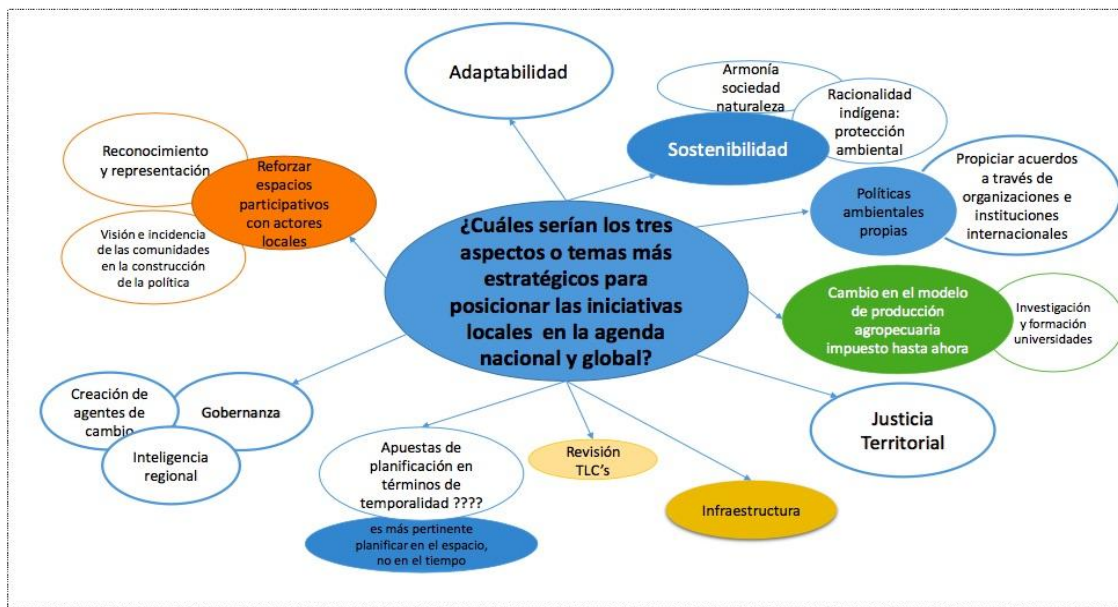 Adaptabilidad
Armonía
sociedad
naturaleza
Racionalidad
indígena:
protección
ambiental
Sostenibilidad
Propiciar acuerdos
a través de
organizaciones e
instituciones
internacionales
Políticas
ambientales
propias
Reconocimiento
y representación
Reforzar
espacios
participativos
con actores
locales
Visión e incidencia
de las comunidades
en la construcción
de la política
¿Cuáles serían los tres
aspectos o temas más
estratégicos para
posicionar las iniciativas
locales en la agenda
nacional y global?
Cambio en el modelo
de producción
agropecuaria
impuesto hasta ahora
Investigación
y formación
universidades
Creación de
agentes de
cambio
Gobernanza
Inteligencia
regional
Apuestas de
planificación en
términos de
temporalidad ????
es más pertinente
planificar en el espacio,
no en el tiempo
Revisión
TLC's
Infraestructura
Justicia
Territorial